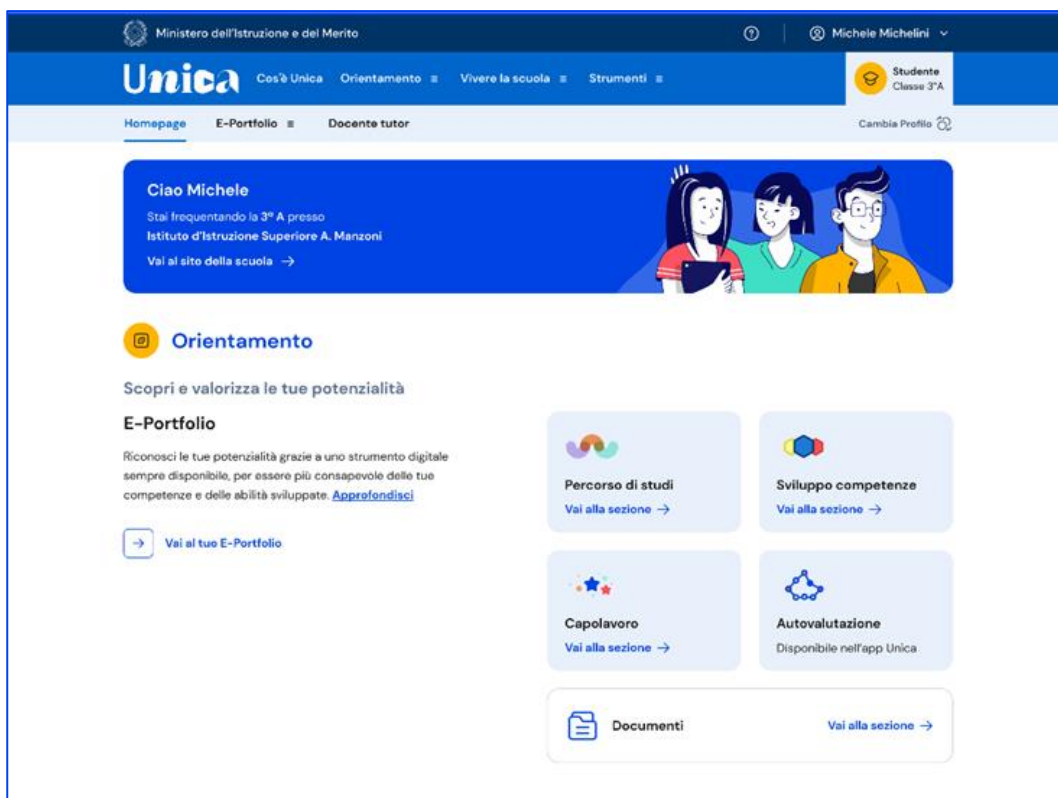 Ministero dell'Istruzione e del Merito
Michele Michelini
Unica
Cos'è Unica Orientamento Vivere la scuola Strumenti
Studente
Classe 3°A
Homepage E-Portfolio Docente tutor
Cambia Profilo
Ciao Michele
Stai frequentando la 3ª A presso
Istituto d'Istruzione Superiore A. Manzoni
Vai al sito della scuola →
Orientamento
Scopri e valorizza le tue potenzialità
E-Portfolio
Riconosci le tue potenzialità grazie a uno strumento digitale
sempre disponibile, per essere più consapevole delle tue
competenze e delle abilità sviluppate. Approfondisci
→ Vai al tuo E-Portfolio
Percorso di studi
Vai alla sezione →
Sviluppo competenze
Vai alla sezione →
Capolavoro
Vai alla sezione →
Autovalutazione
Disponibile nell'app Unica
Documenti
Vai alla sezione →